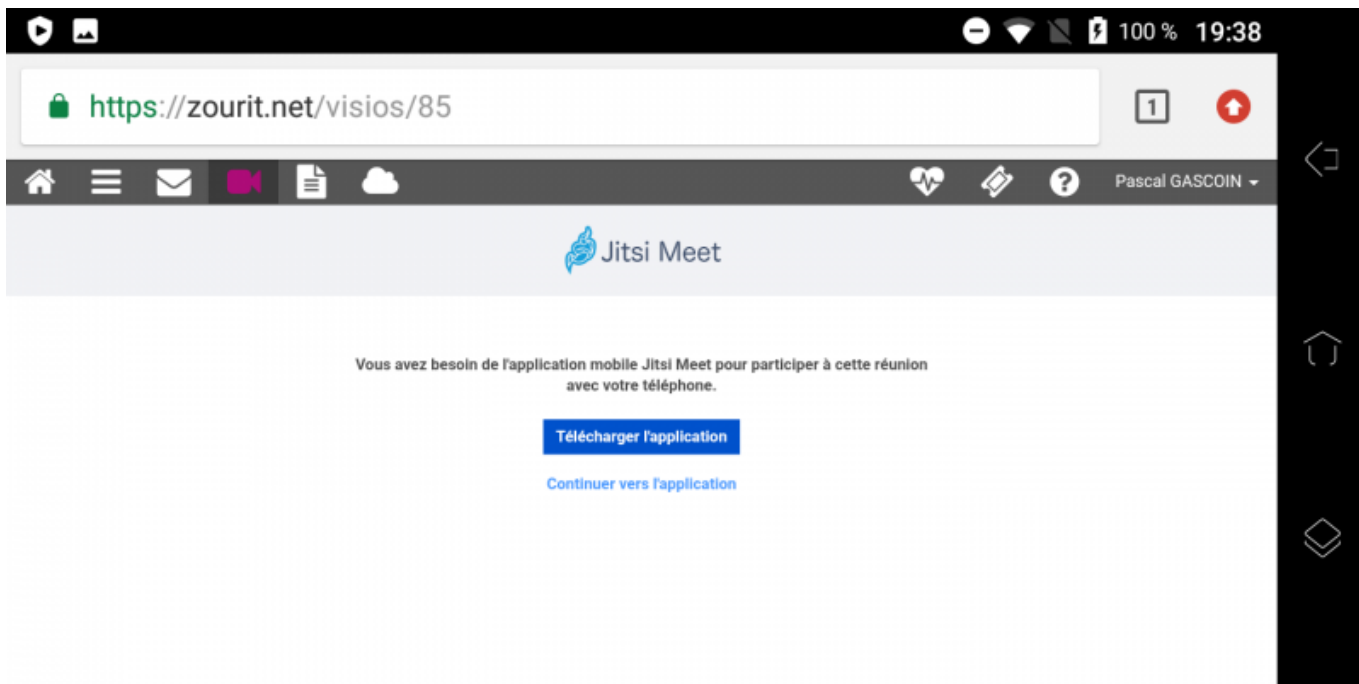 100 % 19:38
https://zourit.net/visios/85
1
Pascal GASCOIN
Jitsi Meet
Vous avez besoin de l'application mobile Jitsi Meet pour participer à cette réunion
avec votre téléphone.
Télécharger l'application
Continuer vers l'application